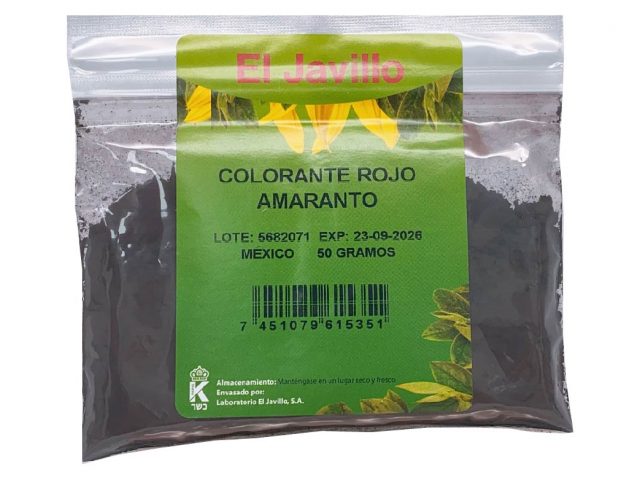 El Javillo
COLORANTE ROJO
AMARANTO
LOTE: 5682071 EXP: 23-09-2026
MÉXICO 50 GRAMOS
7 451079 615351
K
כשר
Almacenamiento: Manténgase en un lugar seco y fresco
Envasado por:
Laboratorio El Javillo, S.A.